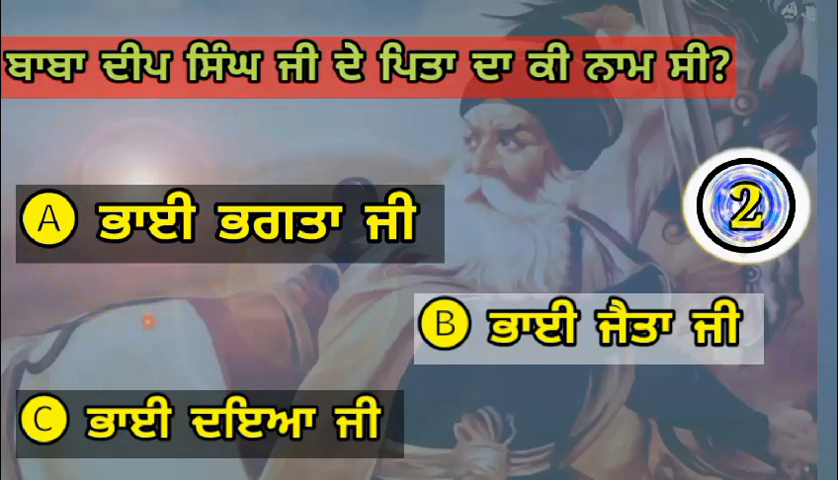 ਬਾਬਾ ਦੀਪ ਸਿੰਘ ਜੀ ਦੇ ਪਿਤਾ ਦਾ ਕੀ ਨਾਮ ਸੀ?
A ਭਾਈ ਭਗਤਾ ਜੀ
2
B ਭਾਈ ਜੈਤਾ ਜੀ
C ਭਾਈ ਦਇਆ ਜੀ